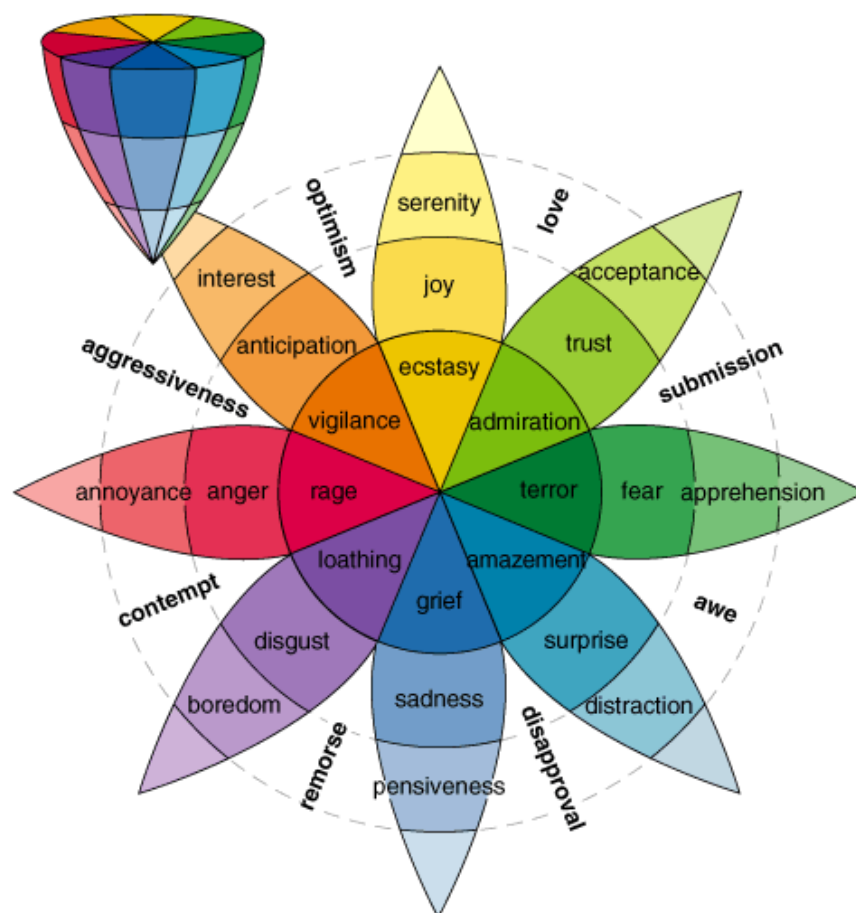 optimism
love
serenity
interest
acceptance
joy
anticipation
trust
aggressiveness
submission
ecstasy
vigilance
admiration
annoyance
anger
rage
terror
fear
apprehension
loathing
amazement
contempt
awe
grief
disgust
surprise
boredom
sadness
distraction
remorse
disapproval
pensiveness